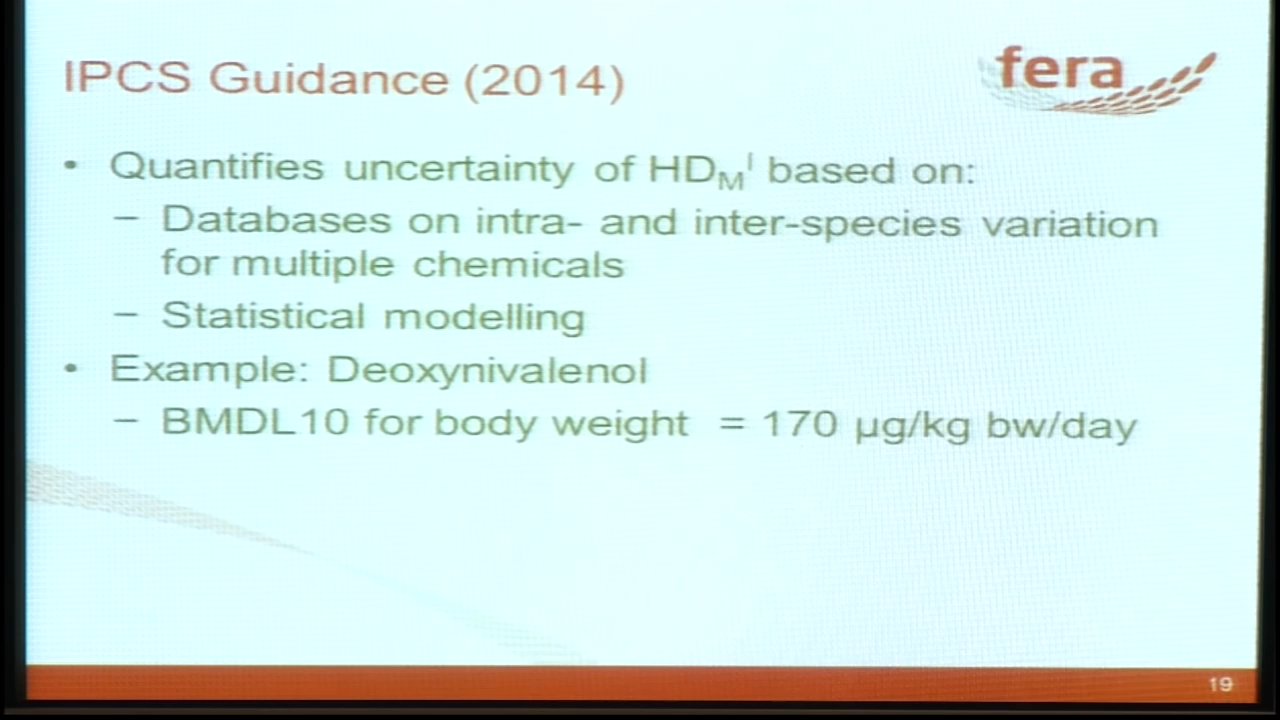 IPCS Guidance (2014)
fera
• Quantifies uncertainty of HD_M^I based on:
– Databases on intra- and inter-species variation
for multiple chemicals
– Statistical modelling
• Example: Deoxynivalenol
– BMDL10 for body weight = 170 µg/kg bw/day
19